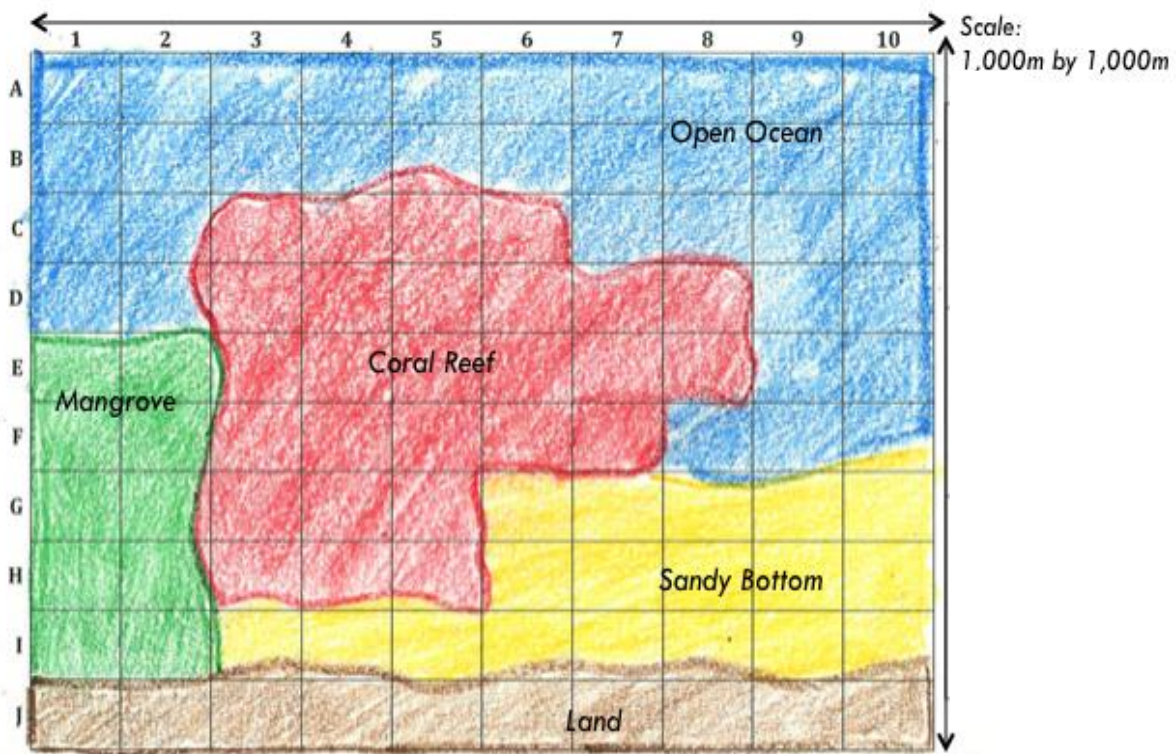 Scale:
1.000m by 1,000m
1 2 3 4 5 6 7 8 9 10
A
B
C
D
E
F
G
H
I
J
Open Ocean
Coral Reef
Mangrove
Sandy Bottom
Land